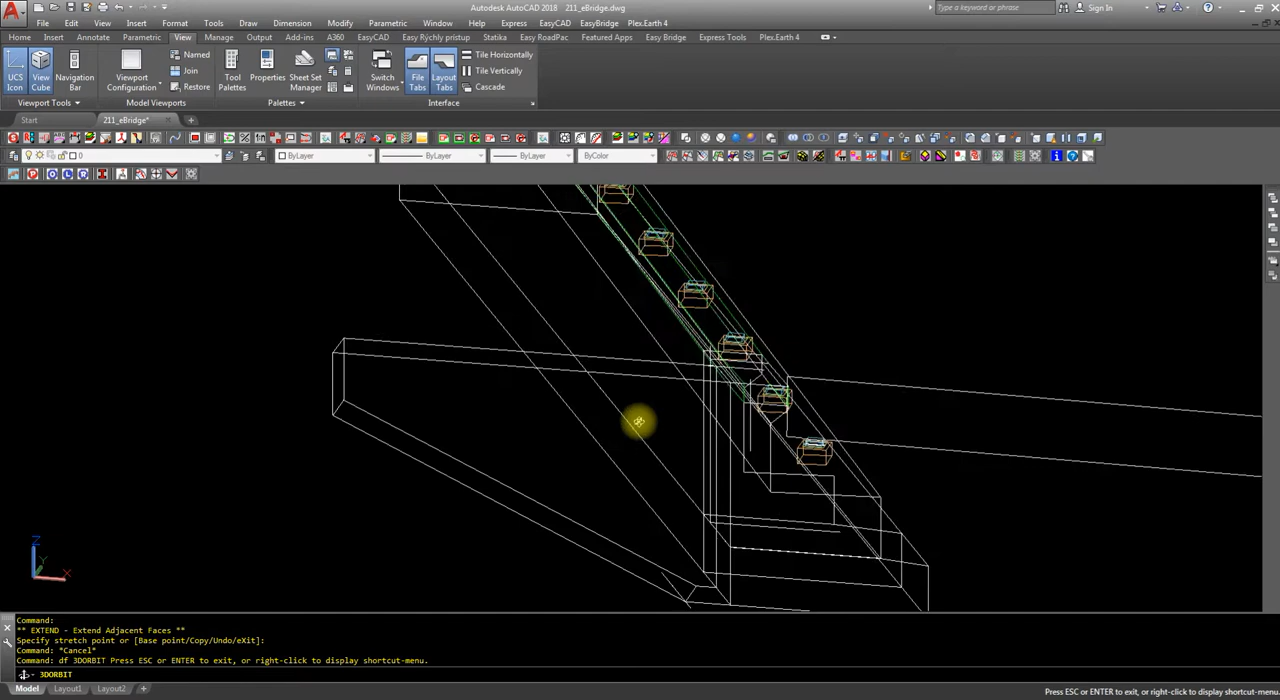 Autodesk AutoCAD 2018   211_eBridge.dwg
Type a keyword or phrase
Sign In
File Edit View Insert Format Tools Draw Dimension Modify Parametric Window Help Express EasyCAD EasyBridge Plex.Earth 4
Home Insert Annotate Parametric View Manage Output Add-ins A360 EasyCAD Easy Rýchly prístup Statika Easy RoadPac Featured Apps Easy Bridge Express Tools Plex.Earth 4
UCS Icon
View Cube
Navigation Bar
Viewport Configuration
Named
Join
Restore
Tool Palettes
Properties
Sheet Set Manager
Switch Windows
File Tabs
Layout Tabs
Tile Horizontally
Tile Vertically
Cascade
Viewport Tools
Model Viewports
Palettes
Interface
Start
211_eBridge*
0
ByLayer
ByLayer
ByLayer
ByColor
Z
Y
X
Command:
** EXTEND - Extend Adjacent Faces **
Specify stretch point or [Base point/Copy/Undo/eXit]:
Command: *Cancel*
Command: df 3DORBIT Press ESC or ENTER to exit, or right-click to display shortcut-menu.
3DORBIT
Model Layout1 Layout2 +
Press ESC or ENTER to exit, or right-click to display shortcut-menu.